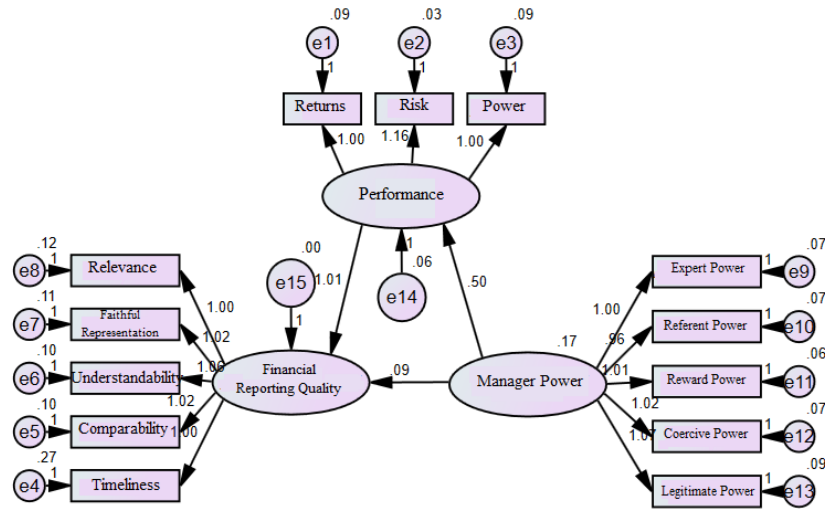 .09 .03 .09
e1 e2 e3
1 1 1
Returns Risk Power
1.00 1.16 1.00
Performance
.12
e8 1 Relevance
.00
e15
1
1.01
1
.06
e14
.50
.07
Expert Power 1 e9
1.00
.11
e7 1 Faithful
Representation
1.02
.07
Referent Power 1 e10
.96
.10
e6 1 Understandability
1.06
.17
.06
Reward Power 1 e11
1.01
Financial
Reporting Quality
.09
Manager Power
.10
e5 1 Comparability
1.02
.07
Coercive Power 1 e12
1.02
.27
e4 1 Timeliness
1.00
.09
Legitimate Power 1 e13
1.07